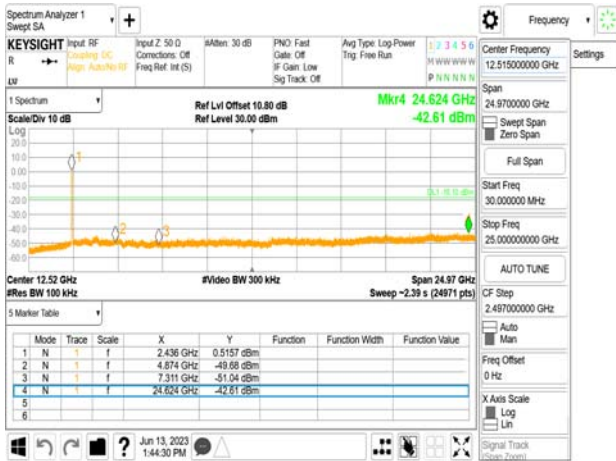 Spectrum Analyzer 1
Swept SA
+
Frequency
Settings
KEYSIGHT
R
Input: RF
Coupling: DC
Align: Auto/No RF
Input Z: 50 Ω
Corrections: Off
Freq Ref: Int (S)
#Atten: 30 dB
PNO: Fast
Gate: Off
IF Gain: Low
Sig Track: Off
Avg Type: Log-Power
Trig: Free Run
1 2 3 4 5 6
M W W W W W
P N N N N N
1 Spectrum
Scale/Div 10 dB
Ref Lvl Offset 10.80 dB
Ref Level 30.00 dBm
Mkr4 24.624 GHz
-42.61 dBm
Log
20.0
10.0
0.00
-10.0
-20.0
-30.0
-40.0
-50.0
-60.0
1
2
3
Center 12.52 GHz
#Res BW 100 kHz
#Video BW 300 kHz
Span 24.97 GHz
Sweep ~2.39 s (24971 pts)
5 Marker Table
Mode Trace Scale X Y Function Function Width Function Value
1 N 1 f 2.436 GHz 0.5157 dBm
2 N 1 f 4.874 GHz -49.68 dBm
3 N 1 f 7.311 GHz -51.04 dBm
4 N 1 f 24.624 GHz -42.61 dBm
5
6
Jun 13, 2023
1:44:30 PM
Center Frequency
12.515000000 GHz
Span
24.9700000 GHz
Swept Span
Zero Span
Full Span
Start Freq
30.000000 MHz
Stop Freq
25.000000000 GHz
AUTO TUNE
CF Step
2.497000000 GHz
Auto
Man
Freq Offset
0 Hz
X Axis Scale
Log
Lin
Signal Track
(Span Zoom)